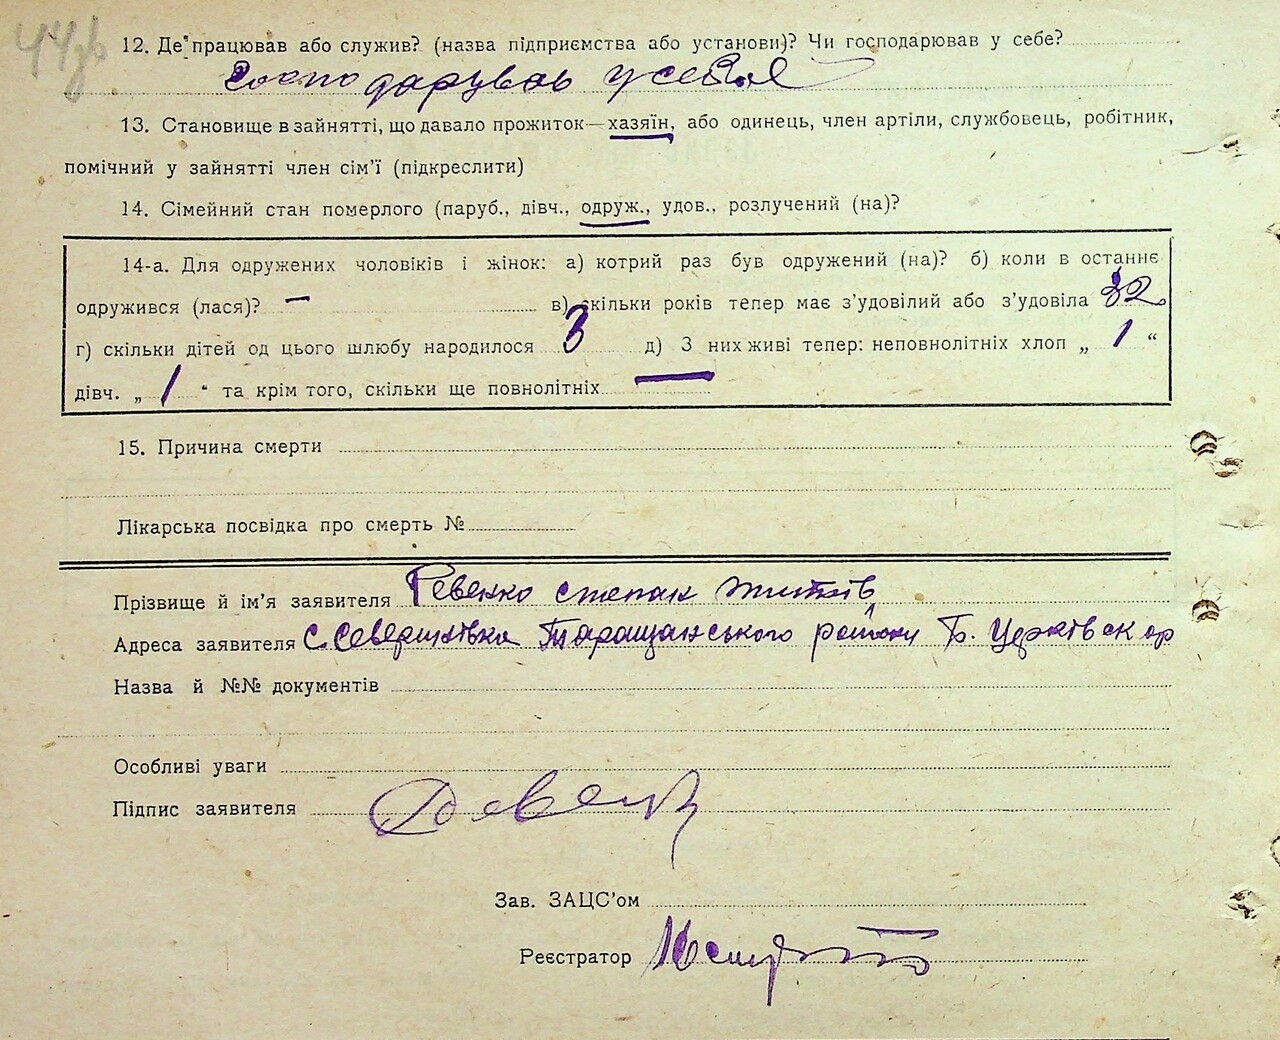 44зв
12. Де працював або служив? (назва підприємства або установи)? Чи господарював у себе?
Господарував у себе
13. Становище в зайнятті, що давало прожиток—хазяїн, або одинець, член артіли, службовець, робітник,
помічний у зайнятті член сім'ї (підкреслити)
14. Сімейний стан померлого (паруб., дівч., одруж., удов., розлучений (на)?
14-а. Для одружених чоловіків і жінок: а) котрий раз був одружений (на)? б) коли в останнє
одружився (лася)? — в) скільки років тепер має з'удовілий або з'удовіла 32
г) скільки дітей од цього шлюбу народилося 3 д) З них живі тепер: неповнолітніх хлоп „ 1 “
дівч. „ 1 “ та крім того, скільки ще повнолітніх —
15. Причина смерти
Лікарська посвідка про смерть №
Прізвище й ім'я заявителя Ревенко Степан
Адреса заявителя с. Северинівка Таращанського району Б. Церківськ
Назва й №№ документів
Особливі уваги
Підпис заявителя
Зав. ЗАЦС'ом
Реєстратор